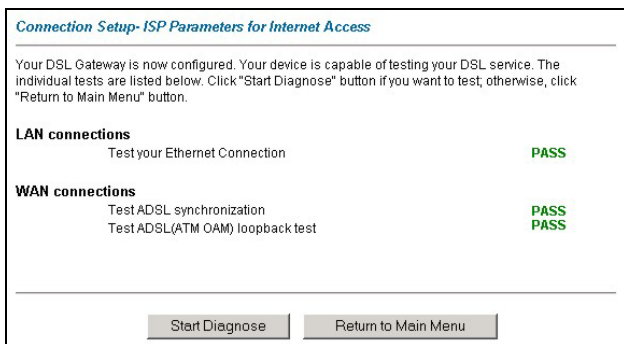 Connection Setup- ISP Parameters for Internet Access
Your DSL Gateway is now configured. Your device is capable of testing your DSL service. The
individual tests are listed below. Click "Start Diagnose" button if you want to test; otherwise, click
"Return to Main Menu" button.
LAN connections
Test your Ethernet Connection PASS
WAN connections
Test ADSL synchronization PASS
Test ADSL(ATM OAM) loopback test PASS
Start Diagnose Return to Main Menu